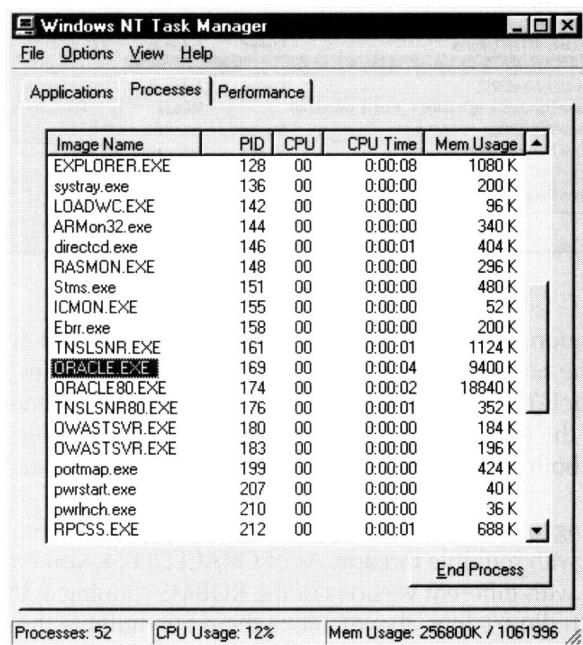 Windows NT Task Manager
File Options View Help
Applications Processes Performance
Image Name PID CPU CPU Time Mem Usage
EXPLORER.EXE 128 00 0:00:08 1080 K
systray.exe 136 00 0:00:00 200 K
LOADWC.EXE 142 00 0:00:00 96 K
ARMon32.exe 144 00 0:00:00 340 K
directcd.exe 146 00 0:00:01 404 K
RASMON.EXE 148 00 0:00:00 296 K
Stms.exe 151 00 0:00:00 480 K
ICMON.EXE 155 00 0:00:00 52 K
Ebrr.exe 158 00 0:00:00 200 K
TNSLSNR.EXE 161 00 0:00:01 1124 K
ORACLE.EXE 169 00 0:00:04 9400 K
ORACLE80.EXE 174 00 0:00:02 18840 K
TNSLSNR80.EXE 176 00 0:00:01 352 K
OWASTSVR.EXE 180 00 0:00:00 184 K
OWASTSVR.EXE 183 00 0:00:00 196 K
portmap.exe 199 00 0:00:00 424 K
pwrstart.exe 207 00 0:00:00 40 K
pwrlnch.exe 210 00 0:00:00 36 K
RPCSS.EXE 212 00 0:00:01 688 K
End Process
Processes: 52 CPU Usage: 12% Mem Usage: 256800K / 1061996